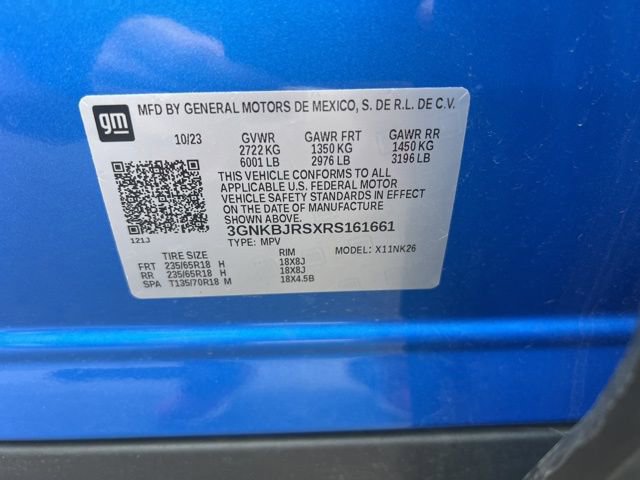 gm
MFD BY GENERAL MOTORS DE MEXICO, S. DE R.L. DE C.V.
10/23 GVWR GAWR FRT GAWR RR
2722 KG 1350 KG 1450 KG
6001 LB 2976 LB 3196 LB
THIS VEHICLE CONFORMS TO ALL
APPLICABLE U.S. FEDERAL MOTOR
VEHICLE SAFETY STANDARDS IN EFFECT
ON THE DATE OF MANUFACTURE
SHOWN ABOVE.
3GNKBJRSXRS161661
121J TYPE: MPV MODEL: X11NK26
TIRE SIZE RIM
FRT 235/65R18 H 18X8J
RR 235/65R18 H 18X8J
SPA T135/70R18 M 18X4.5B